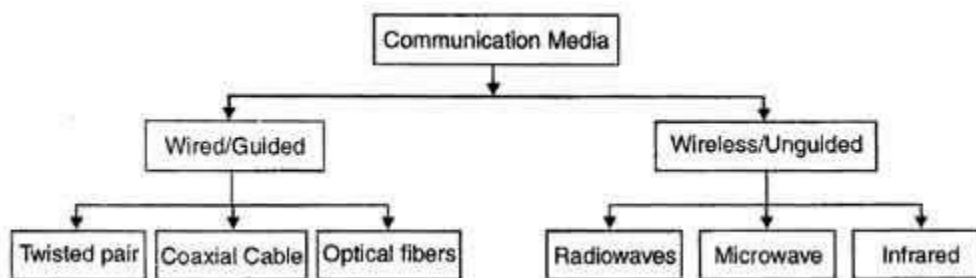 Communication Media
Wired/Guided
Wireless/Unguided
Twisted pair
Coaxial Cable
Optical fibers
Radiowaves
Microwave
Infrared